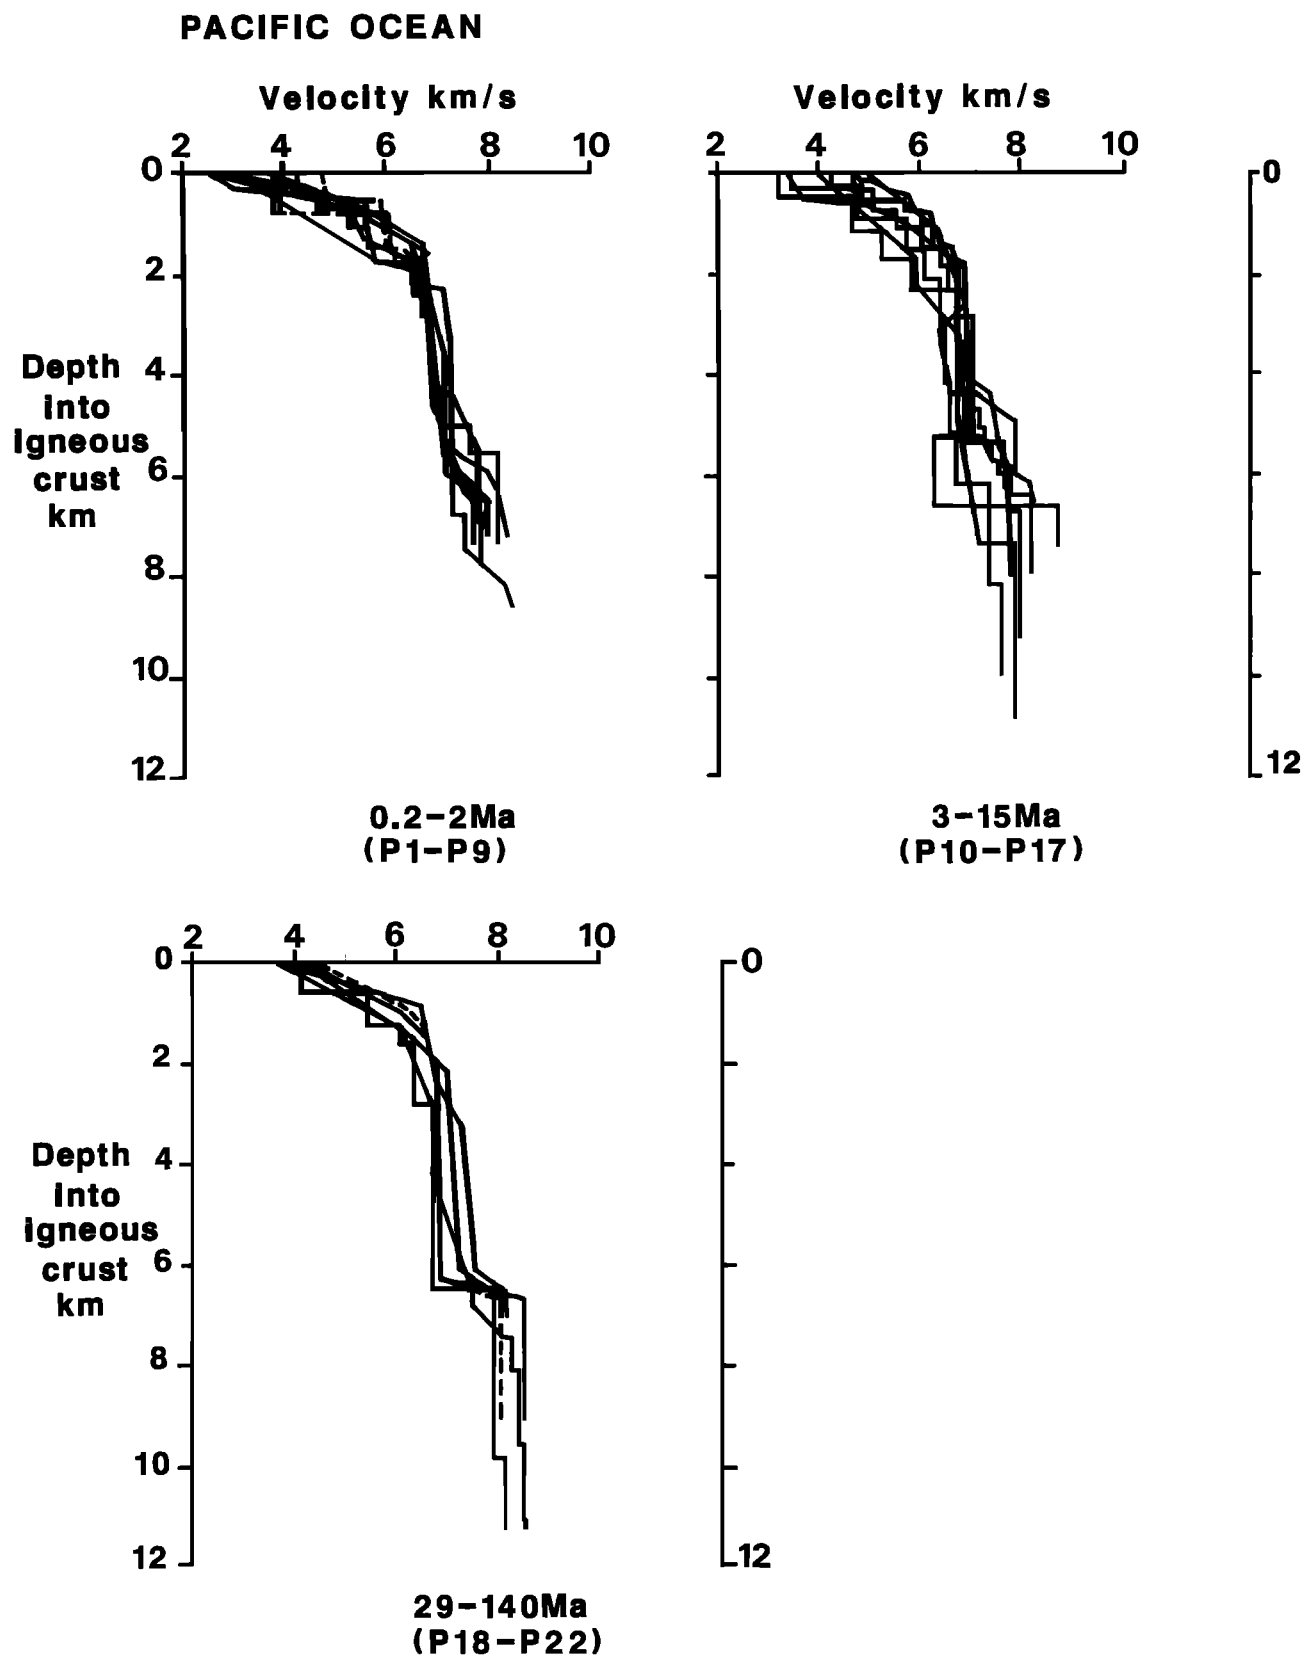 PACIFIC OCEAN
Velocity km/s
Velocity km/s
2 4 6 8 10
2 4 6 8 10
0
2
4
6
8
10
12
Depth
into
igneous
crust
km
0
12
0.2-2Ma
(P1-P9)
3-15Ma
(P10-P17)
2 4 6 8 10
0
2
4
6
8
10
12
Depth
into
igneous
crust
km
0
12
29-140Ma
(P18-P22)